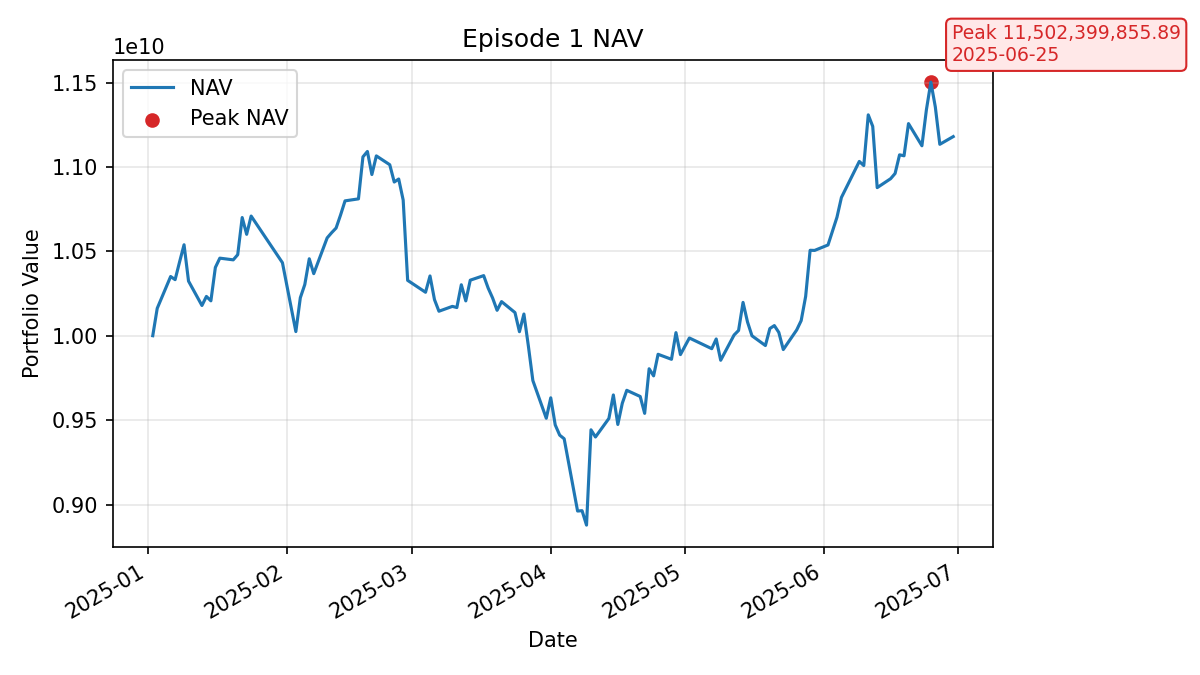 Episode 1 NAV
Peak 11,502,399,855.89
2025-06-25
1e10
NAV
Peak NAV
Portfolio Value
1.15
1.10
1.05
1.00
0.95
0.90
2025-01
2025-02
2025-03
2025-04
2025-05
2025-06
2025-07
Date